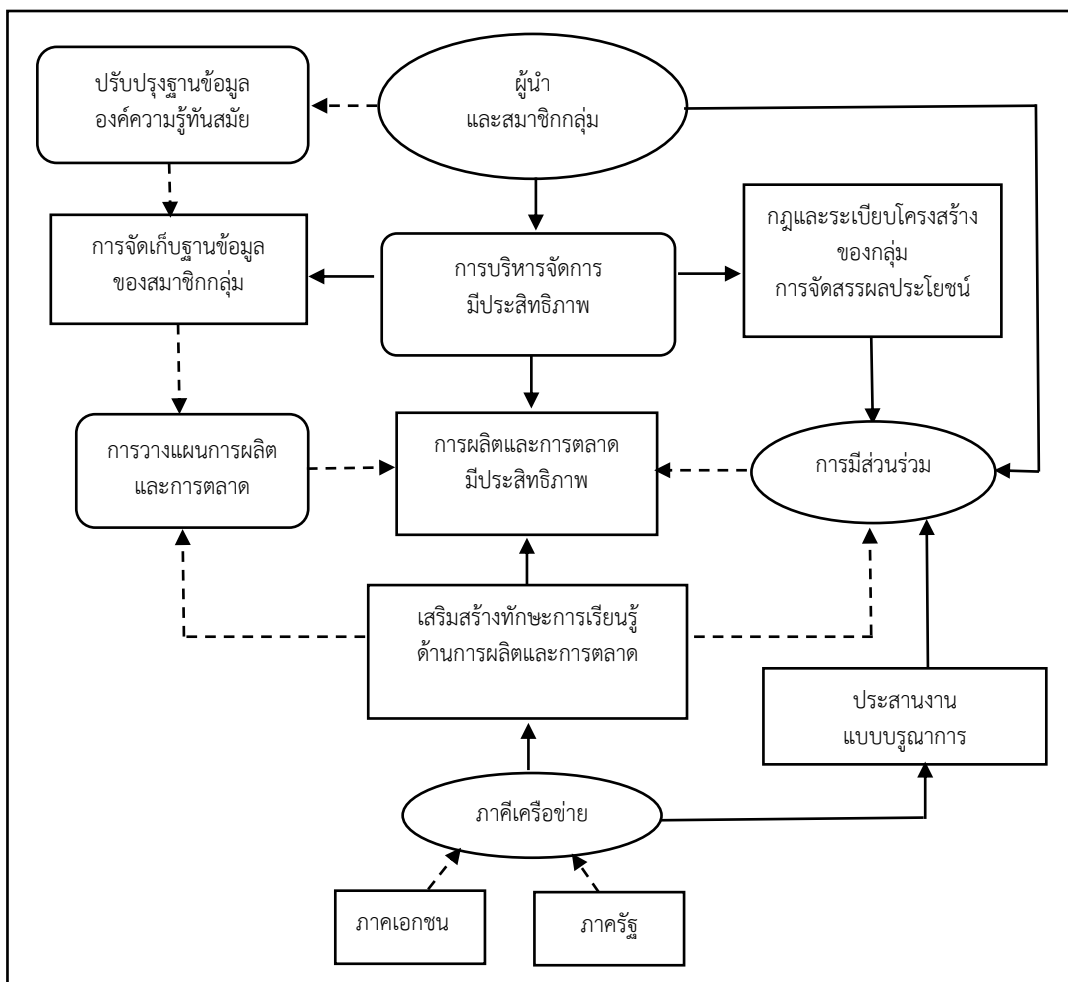 ปรับปรุงฐานข้อมูล
องค์ความรู้ทันสมัย
ผู้นำ
และสมาชิกกลุ่ม
การจัดเก็บฐานข้อมูล
ของสมาชิกกลุ่ม
การบริหารจัดการ
มีประสิทธิภาพ
กฎและระเบียบโครงสร้าง
ของกลุ่ม
การจัดสรรผลประโยชน์
การวางแผนการผลิต
และการตลาด
การผลิตและการตลาด
มีประสิทธิภาพ
การมีส่วนร่วม
เสริมสร้างทักษะการเรียนรู้
ด้านการผลิตและการตลาด
ประสานงาน
แบบบรูณาการ
ภาคีเครือข่าย
ภาคเอกชน
ภาครัฐ